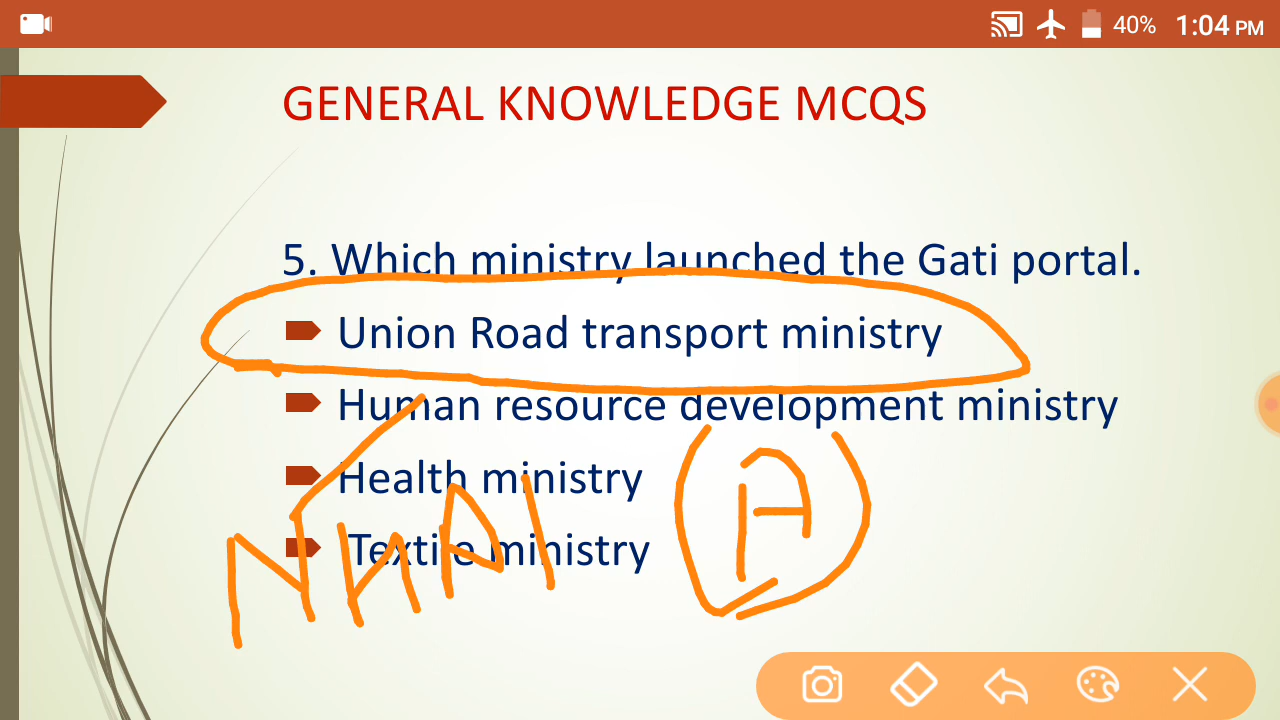 40% 1:04 PM
GENERAL KNOWLEDGE MCQS
5. Which ministry launched the Gati portal.
Union Road transport ministry
Human resource development ministry
Health ministry
Textile ministry
NHAI
(A)